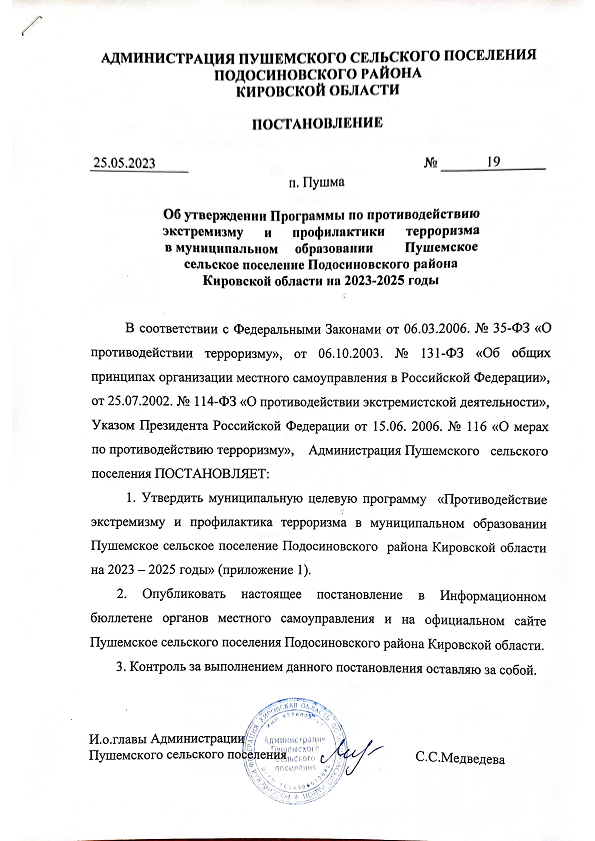 АДМИНИСТРАЦИЯ ПУШЕМСКОГО СЕЛЬСКОГО ПОСЕЛЕНИЯ
ПОДОСИНОВСКОГО РАЙОНА
КИРОВСКОЙ ОБЛАСТИ
ПОСТАНОВЛЕНИЕ
25.05.2023 № 19
п. Пушма
Об утверждении Программы по противодействию
экстремизму и профилактики терроризма
в муниципальном образовании Пушемское
сельское поселение Подосиновского района
Кировской области на 2023-2025 годы
В соответствии с Федеральными Законами от 06.03.2006. № 35-ФЗ «О
противодействии терроризму», от 06.10.2003. № 131-ФЗ «Об общих
принципах организации местного самоуправления в Российской Федерации»,
от 25.07.2002. № 114-ФЗ «О противодействии экстремистской деятельности»,
Указом Президента Российской Федерации от 15.06. 2006. № 116 «О мерах
по противодействию терроризму», Администрация Пушемского сельского
поселения ПОСТАНОВЛЯЕТ:
1. Утвердить муниципальную целевую программу «Противодействие
экстремизму и профилактика терроризма в муниципальном образовании
Пушемское сельское поселение Подосиновского района Кировской области
на 2023 – 2025 годы» (приложение 1).
2. Опубликовать настоящее постановление в Информационном
бюллетене органов местного самоуправления и на официальном сайте
Пушемское сельского поселения Подосиновского района Кировской области.
3. Контроль за выполнением данного постановления оставляю за собой.
И.о.главы Администрации
Пушемского сельского поселения С.С.Медведева
Администрация
Пушемского
сельского
поселения